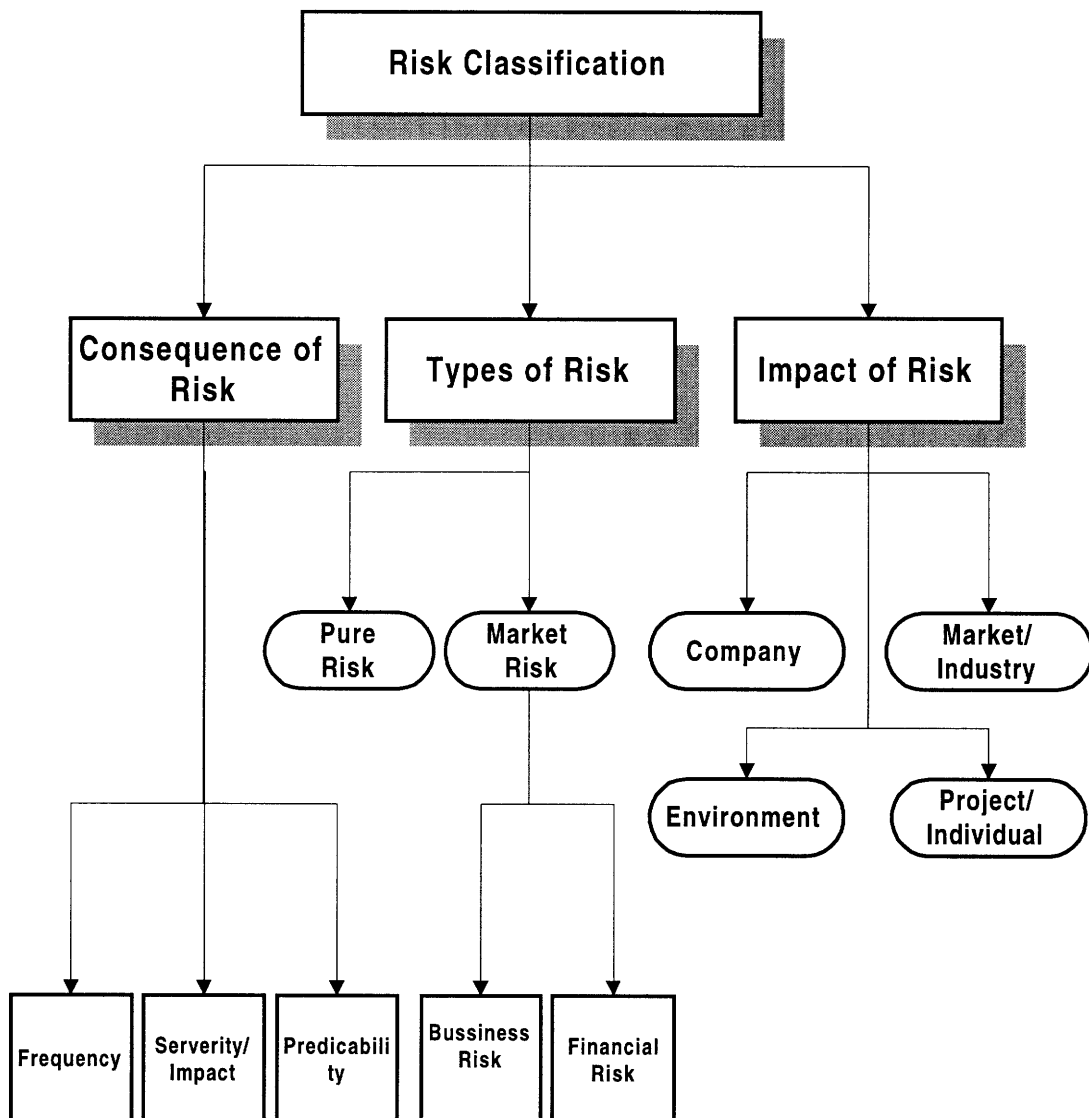 Risk Classification
Consequence of
Risk
Types of Risk
Impact of Risk
Pure
Risk
Market
Risk
Company
Market/
Industry
Environment
Project/
Individual
Frequency
Serverity/
Impact
Predicabili
ty
Bussiness
Risk
Financial
Risk